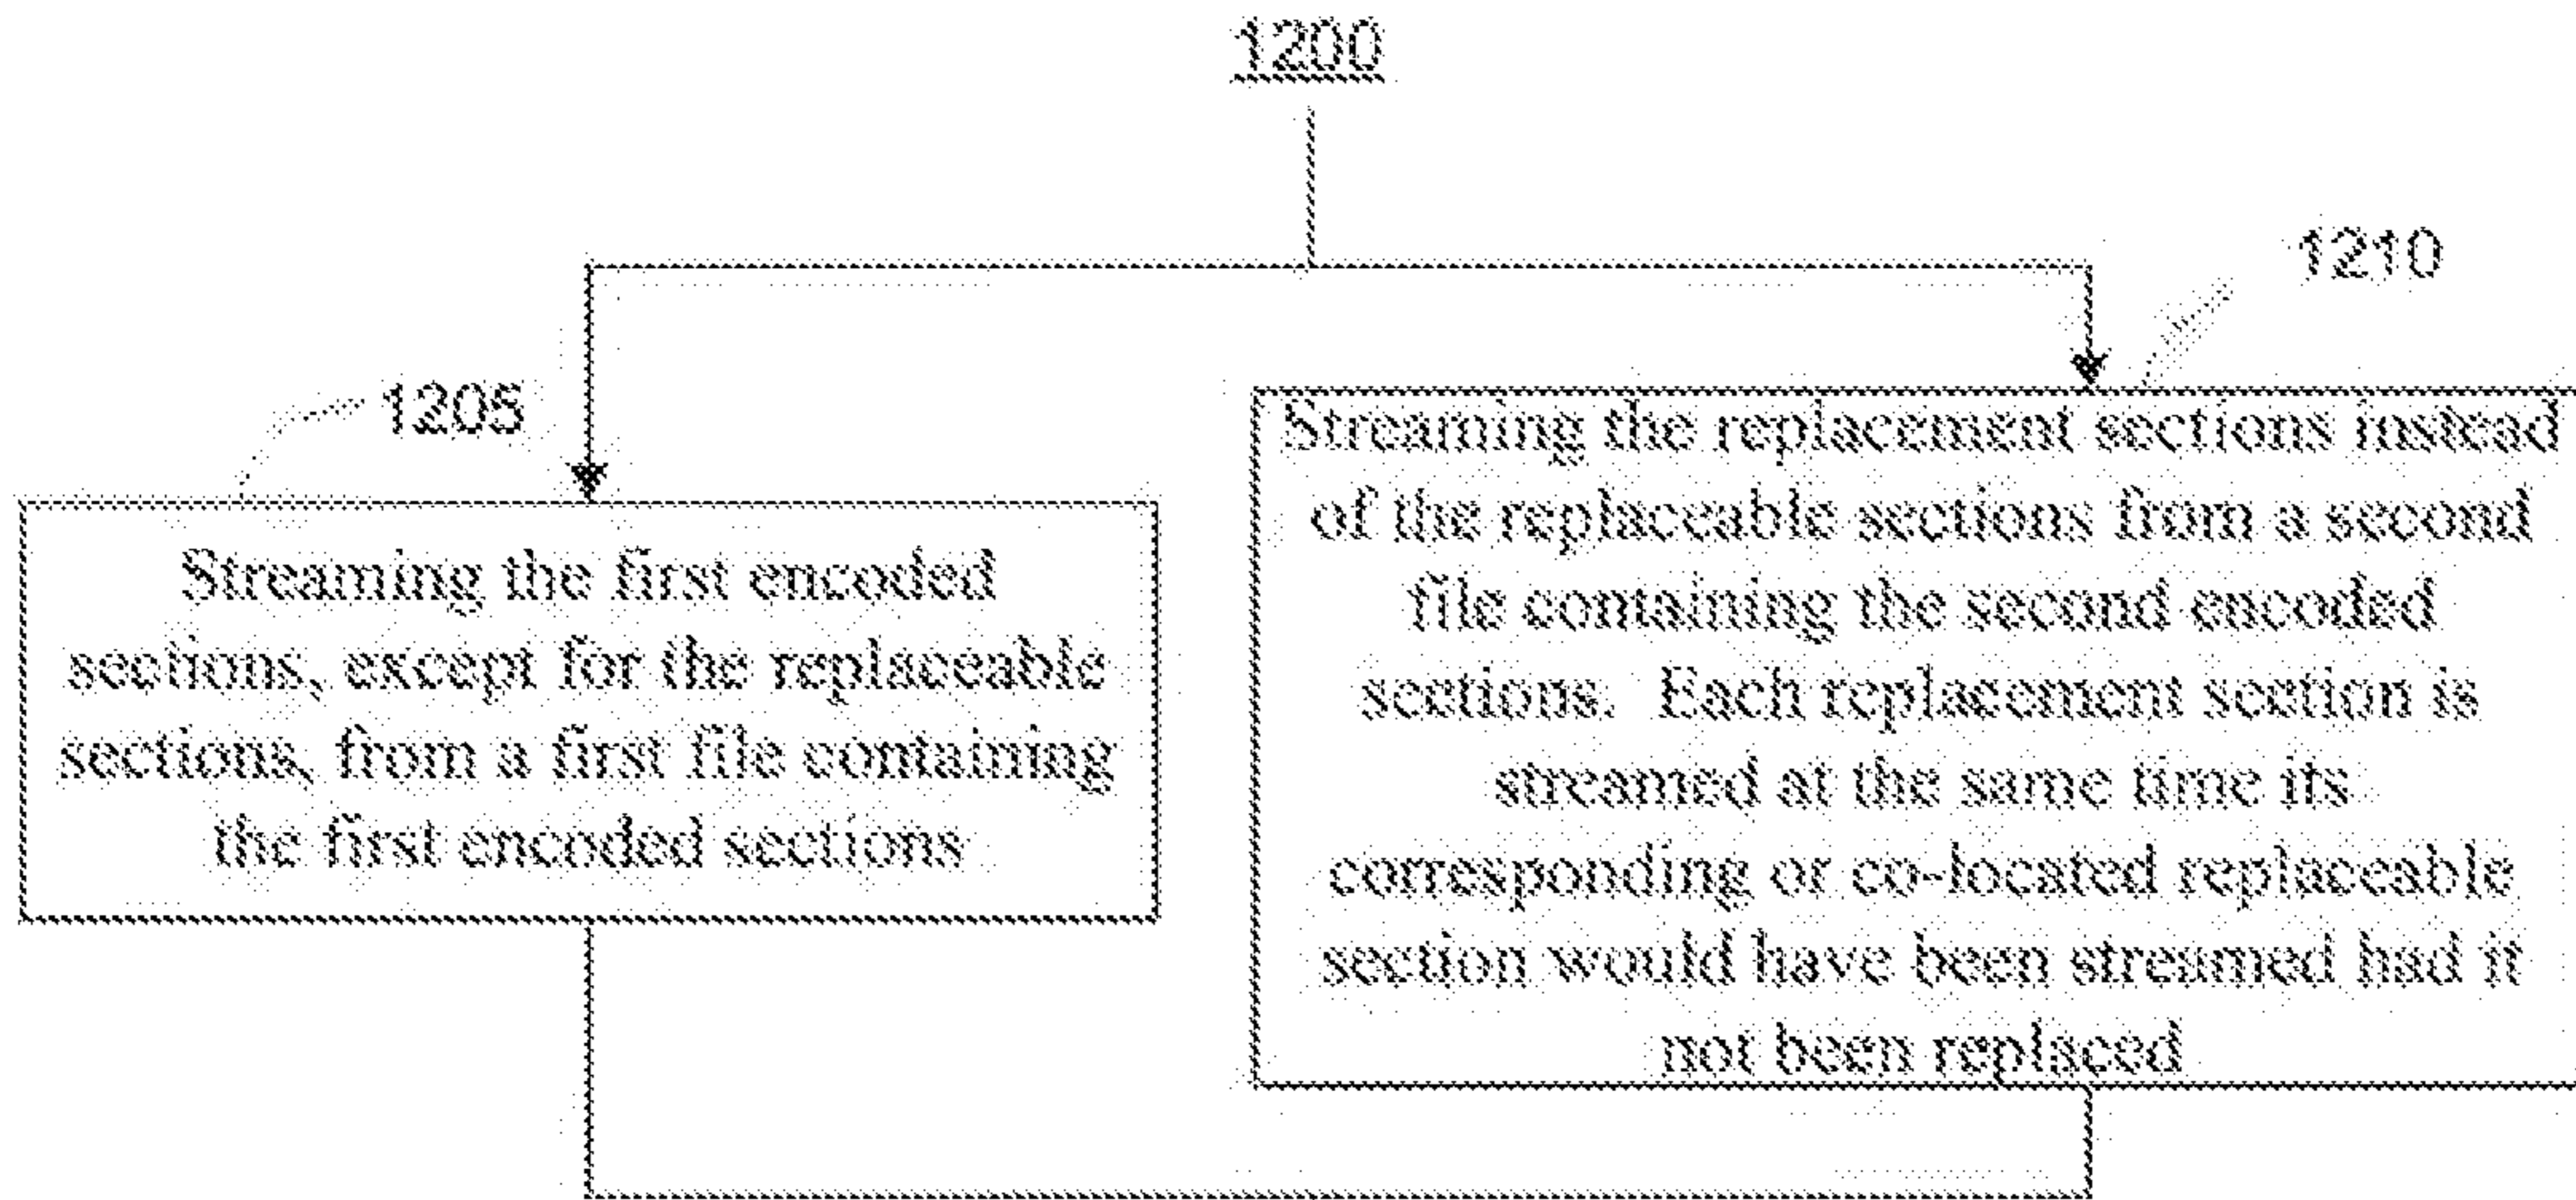 1200
1210
1205
Streaming the replacement sections instead
of the replaceable sections from a second
file containing the second encoded
sections. Each replacement section is
streamed at the same time its
corresponding or co-located replaceable
section would have been streamed had it
not been replaced
Streaming the first encoded
sections, except for the replaceable
sections, from a first file containing
the first encoded sections